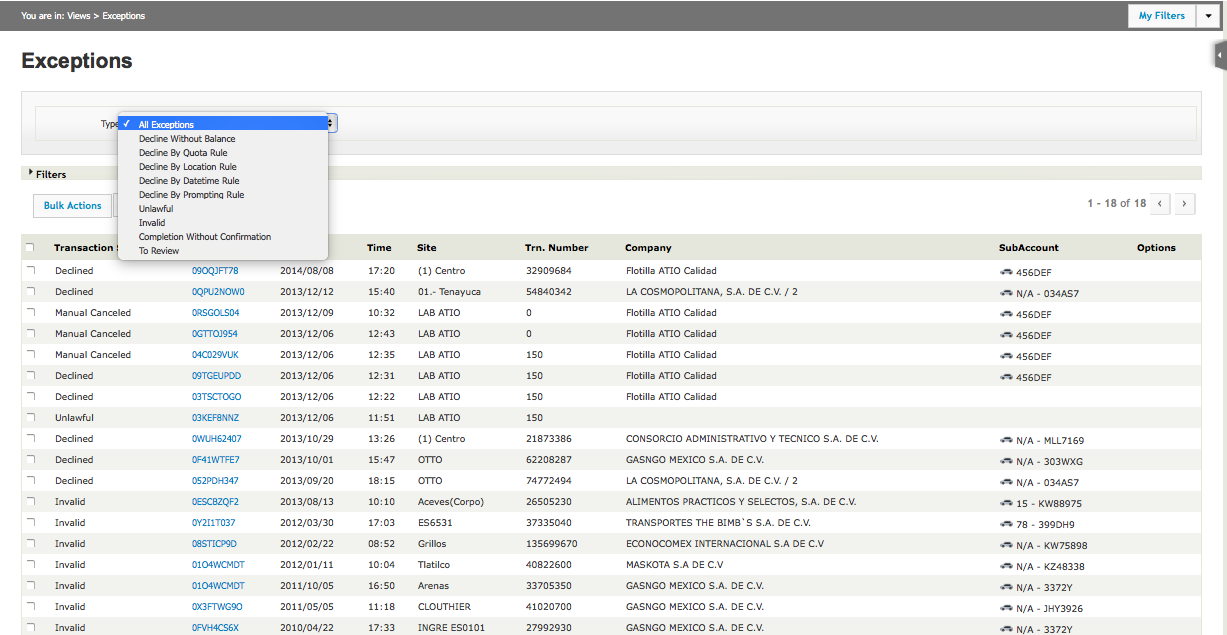 You are in: Views > Exceptions
My Filters
Exceptions
Type
✓ All Exceptions
Decline Without Balance
Decline By Quota Rule
Decline By Location Rule
Decline By Datetime Rule
Decline By Prompting Rule
Unlawful
Invalid
Completion Without Confirmation
To Review
Filters
Bulk Actions
1 - 18 of 18
Transaction Time Site Trn. Number Company SubAccount Options
Declined 09OQJFT78 2014/08/08 17:20 (1) Centro 32909684 Flotilla ATIO Calidad 456DEF
Declined 0QPU2NOW0 2013/12/12 15:40 01.- Tenayuca 54840342 LA COSMOPOLITANA, S.A. DE C.V. / 2 N/A - 034AS7
Manual Canceled 0RSGOLS04 2013/12/09 10:32 LAB ATIO 0 Flotilla ATIO Calidad 456DEF
Manual Canceled 0GTTOJ954 2013/12/06 12:43 LAB ATIO 0 Flotilla ATIO Calidad 456DEF
Manual Canceled 04C029VUK 2013/12/06 12:35 LAB ATIO 150 Flotilla ATIO Calidad 456DEF
Declined 09TGEUPDD 2013/12/06 12:31 LAB ATIO 150 Flotilla ATIO Calidad 456DEF
Declined 03TSCTOGO 2013/12/06 12:22 LAB ATIO 150 Flotilla ATIO Calidad
Unlawful 03KEF8NNZ 2013/12/06 11:51 LAB ATIO 150
Declined 0WUH62407 2013/10/29 13:26 (1) Centro 21873386 CONSORCIO ADMINISTRATIVO Y TECNICO S.A. DE C.V. N/A - MLL7169
Declined 0F41WTFE7 2013/10/01 15:47 OTTO 62208287 GASNGO MEXICO S.A. DE C.V. N/A - 303WXG
Declined 052PDH347 2013/09/20 18:15 OTTO 74772494 LA COSMOPOLITANA, S.A. DE C.V. / 2 N/A - 034AS7
Invalid 0ESCBZQF2 2013/08/13 10:10 Aceves(Corpo) 26505230 ALIMENTOS PRACTICOS Y SELECTOS, S.A. DE C.V. 15 - KW88975
Invalid 0Y2I1T037 2012/03/30 17:03 ES6531 37335040 TRANSPORTES THE BIMB`S S.A. DE C.V. 78 - 399DH9
Invalid 08STICP9D 2012/02/22 08:52 Grillos 135699670 ECONOCOMEX INTERNACIONAL S.A DE C.V N/A - KW75898
Invalid 01O4WCMDT 2012/01/11 10:04 Tlatilco 40822600 MASKOTA S.A DE C.V N/A - KZ48338
Invalid 01O4WCMDT 2011/10/05 16:50 Arenas 33705350 GASNGO MEXICO S.A. DE C.V. N/A - 3372Y
Invalid 0X3FTWG9O 2011/05/05 11:18 CLOUTHIER 41020700 GASNGO MEXICO S.A. DE C.V. N/A - JHY3926
Invalid 0FVH4CS6X 2010/04/22 17:33 INGRE ES0101 27992930 GASNGO MEXICO S.A. DE C.V. N/A - 3372Y